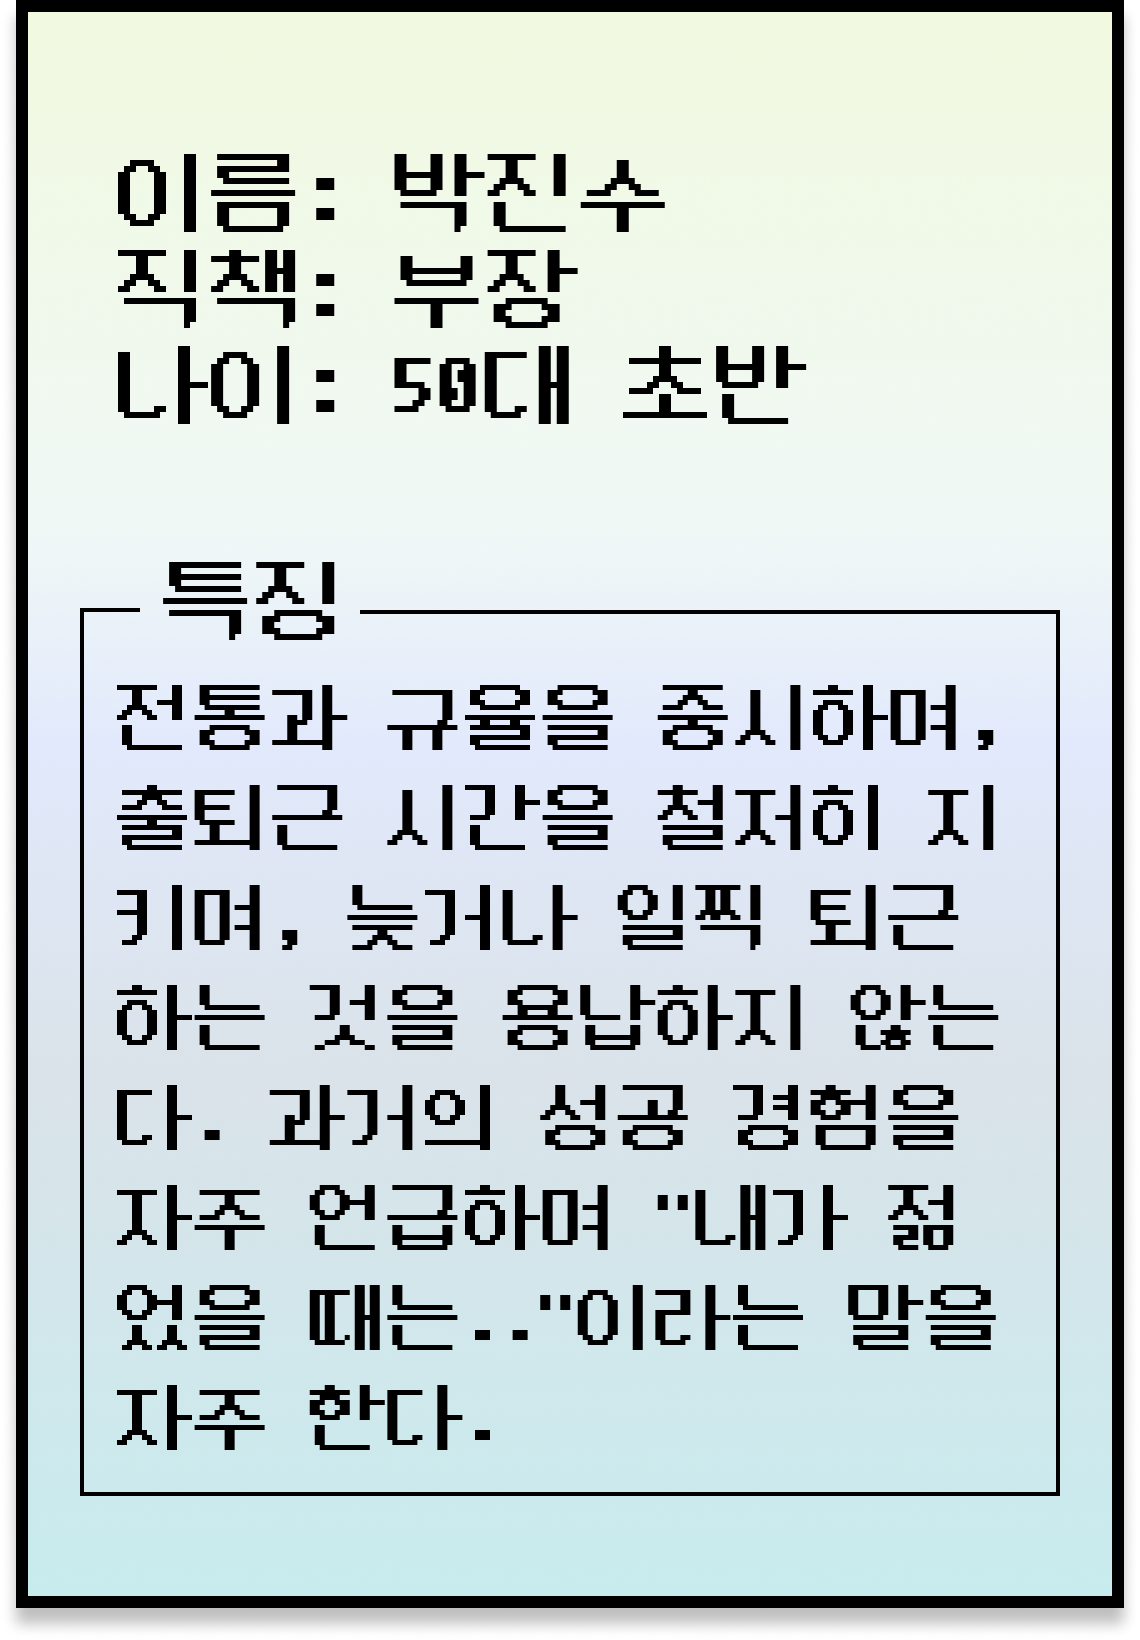 이름: 박진수
직책: 부장
나이: 50대 초반
특징
전통과 규율을 중시하며,
출퇴근 시간을 철저히 지
키며, 늦거나 일찍 퇴근
하는 것을 용납하지 않는
다. 과거의 성공 경험을
자주 언급하며 "내가 젊
었을 때는.."이라는 말을
자주 한다.